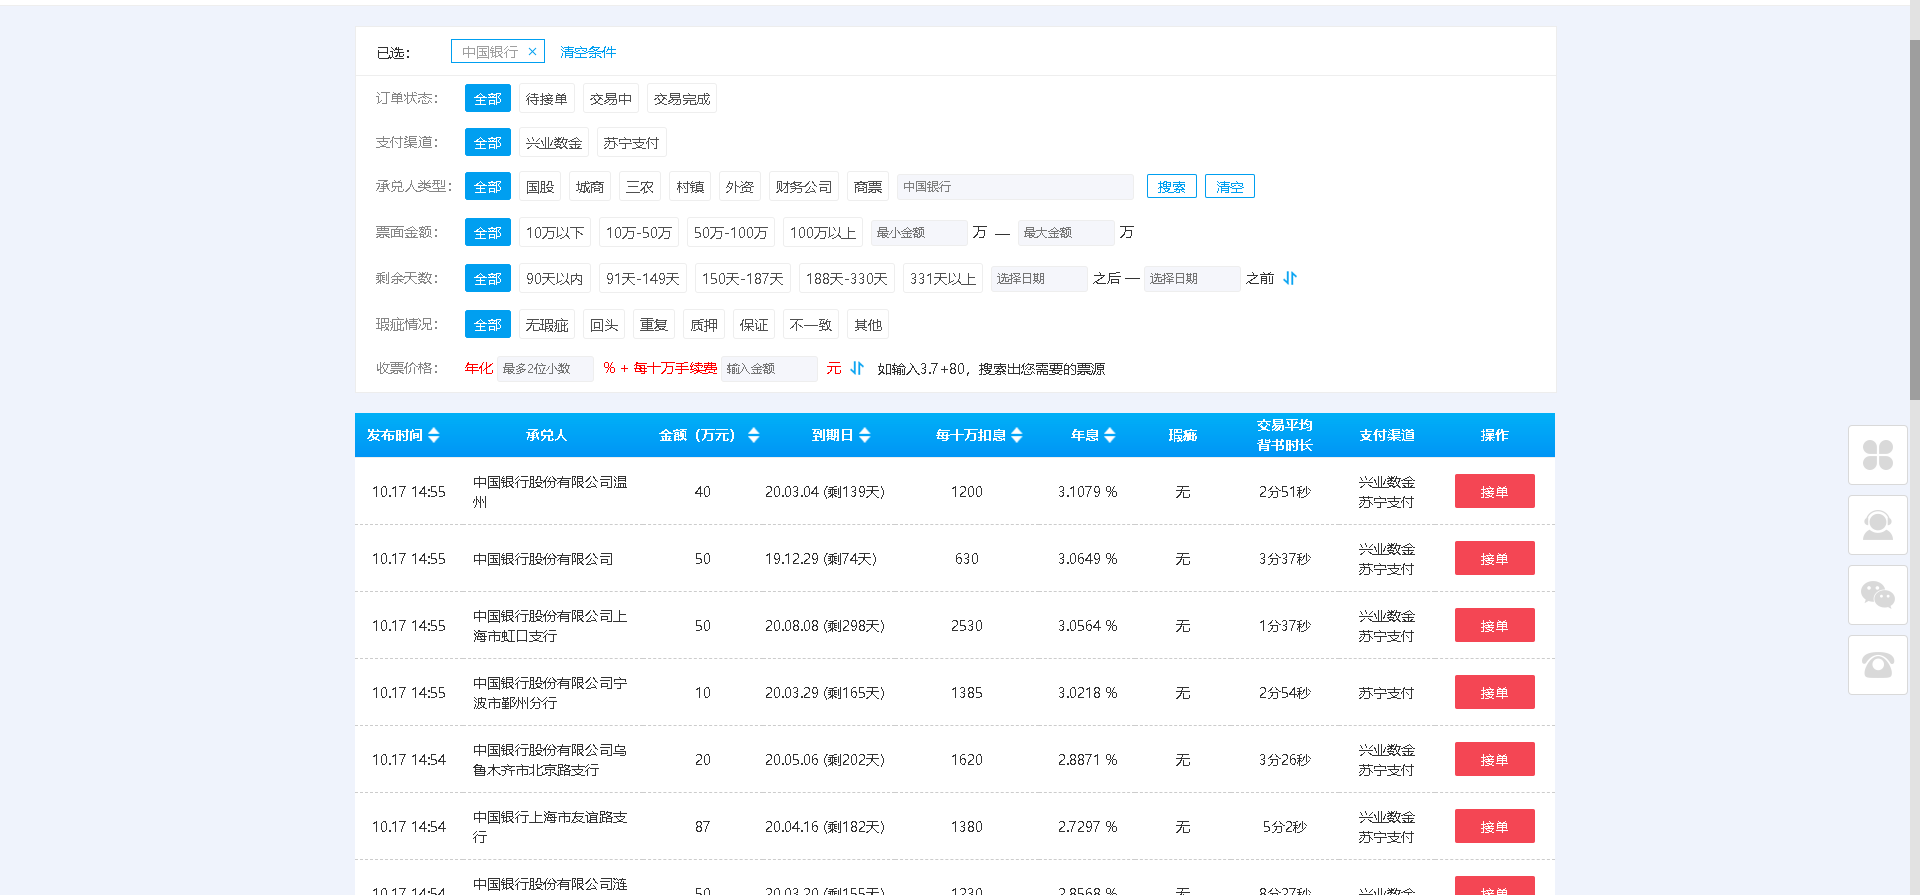 已选： 中国银行 × 清空条件
订单状态： 全部 待接单 交易中 交易完成
支付渠道： 全部 兴业数金 苏宁支付
承兑人类型： 全部 国股 城商 三农 村镇 外资 财务公司 商票 中国银行 搜索 清空
票面金额： 全部 10万以下 10万-50万 50万-100万 100万以上 最小金额 万 — 最大金额 万
剩余天数： 全部 90天以内 91天-149天 150天-187天 188天-330天 331天以上 选择日期 之后 — 选择日期 之前
瑕疵情况： 全部 无瑕疵 回头 重复 质押 保证 不一致 其他
收票价格： 年化 最多2位小数 % + 每十万手续费 输入金额 元 如输入3.7+80，搜索出您需要的票源
发布时间 承兑人 金额（万元） 到期日 每十万扣息 年息 瑕疵 交易平均 支付渠道 操作
背书时长
10.17 14:55 中国银行股份有限公司温 40 20.03.04 (剩139天) 1200 3.1079 % 无 2分51秒 兴业数金 接单
州 苏宁支付
10.17 14:55 中国银行股份有限公司 50 19.12.29 (剩74天) 630 3.0649 % 无 3分37秒 兴业数金 接单
苏宁支付
10.17 14:55 中国银行股份有限公司上 50 20.08.08 (剩298天) 2530 3.0564 % 无 1分37秒 兴业数金 接单
海市虹口支行 苏宁支付
10.17 14:55 中国银行股份有限公司宁 10 20.03.29 (剩165天) 1385 3.0218 % 无 2分54秒 苏宁支付 接单
波市鄞州分行
10.17 14:54 中国银行股份有限公司乌 20 20.05.06 (剩202天) 1620 2.8871 % 无 3分26秒 兴业数金 接单
鲁木齐市北京路支行 苏宁支付
10.17 14:54 中国银行上海市友谊路支 87 20.04.16 (剩182天) 1380 2.7297 % 无 5分2秒 兴业数金 接单
行 苏宁支付
10.17 14:54 中国银行股份有限公司涟 50 20.03.20 (剩155天) 1230 2.8568 % 无 8分27秒 兴业数金 接单